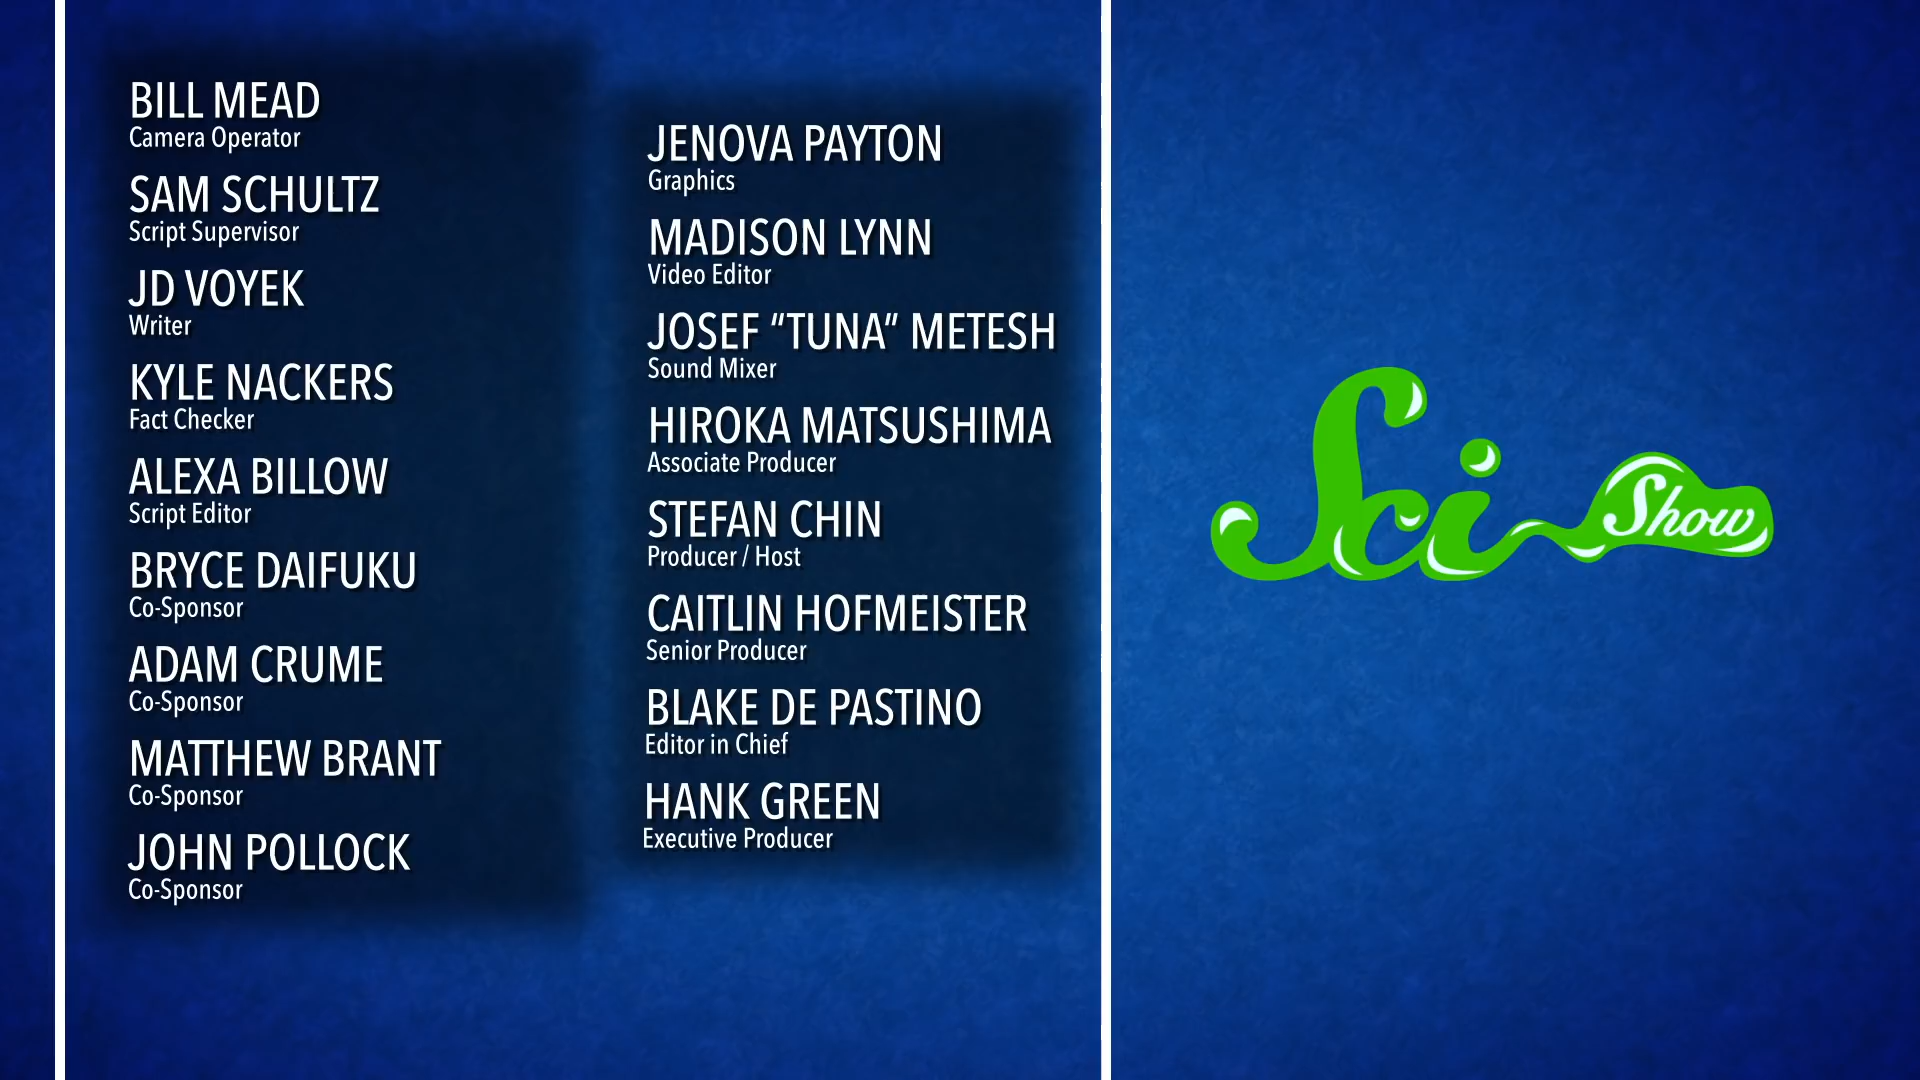 BILL MEAD
Camera Operator
SAM SCHULTZ
Script Supervisor
JD VOYEK
Writer
KYLE NACKERS
Fact Checker
ALEXA BILLOW
Script Editor
BRYCE DAIFUKU
Co-Sponsor
ADAM CRUME
Co-Sponsor
MATTHEW BRANT
Co-Sponsor
JOHN POLLOCK
Co-Sponsor
JENOVA PAYTON
Graphics
MADISON LYNN
Video Editor
JOSEF “TUNA” METESH
Sound Mixer
HIROKA MATSUSHIMA
Associate Producer
STEFAN CHIN
Producer / Host
CAITLIN HOFMEISTER
Senior Producer
BLAKE DE PASTINO
Editor in Chief
HANK GREEN
Executive Producer
Sci Show